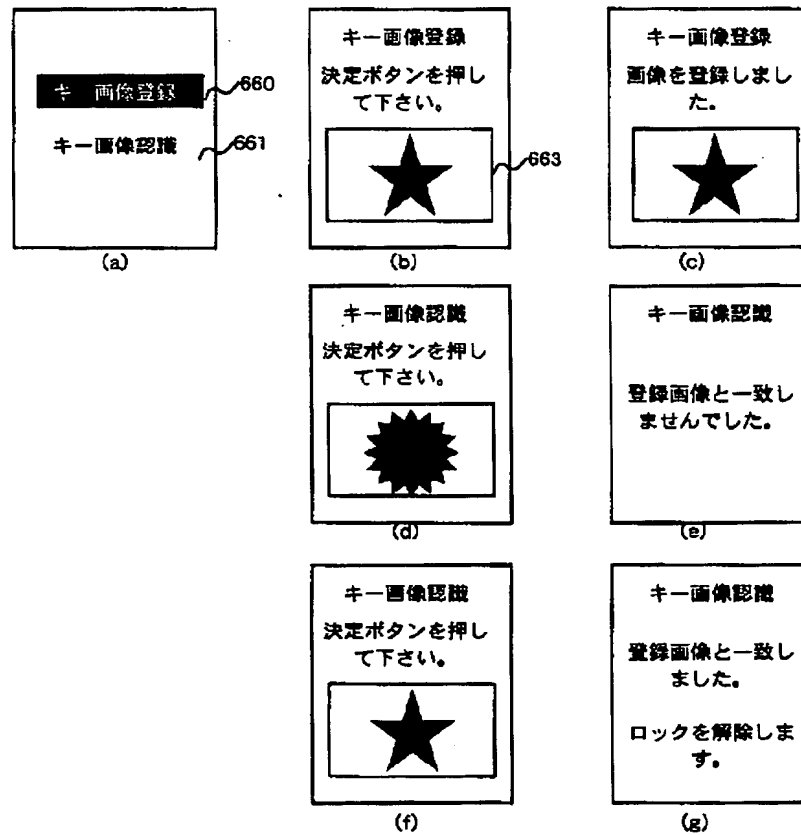 キー画像登録
660
キー画像認識
661
(a)
キー画像登録
決定ボタンを押し
て下さい。
663
(b)
キー画像登録
画像を登録しまし
た。
(c)
キー画像認識
決定ボタンを押し
て下さい。
(d)
キー画像認識
登録画像と一致し
ませんでした。
(e)
キー画像認識
決定ボタンを押し
て下さい。
(f)
キー画像認識
登録画像と一致し
ました。
ロックを解除しま
す。
(g)